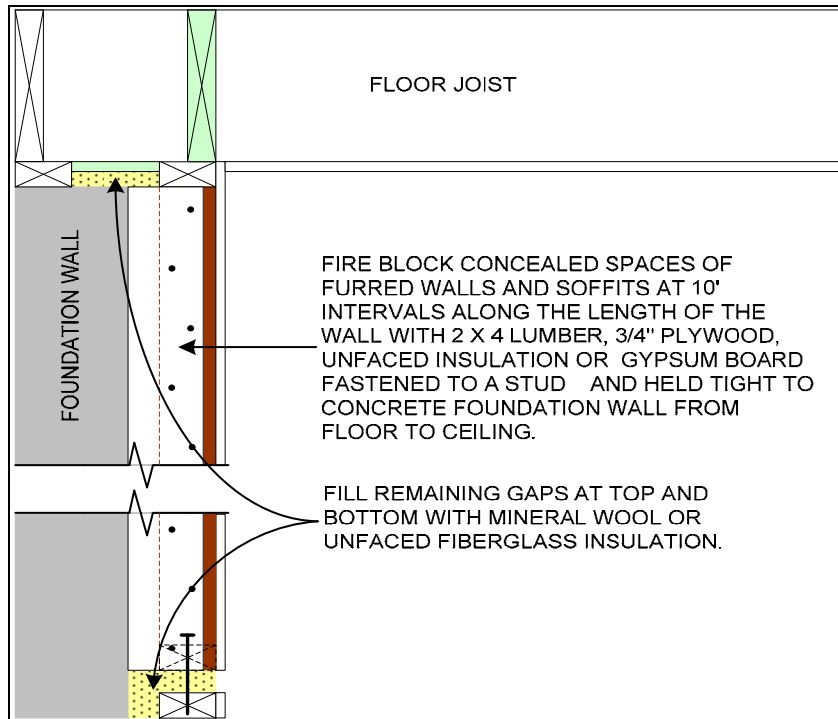 FLOOR JOIST
FOUNDATION WALL
FIRE BLOCK CONCEALED SPACES OF
FURRED WALLS AND SOFFITS AT 10'
INTERVALS ALONG THE LENGTH OF THE
WALL WITH 2 X 4 LUMBER, 3/4" PLYWOOD,
UNFACED INSULATION OR GYPSUM BOARD
FASTENED TO A STUD AND HELD TIGHT TO
CONCRETE FOUNDATION WALL FROM
FLOOR TO CEILING.
FILL REMAINING GAPS AT TOP AND
BOTTOM WITH MINERAL WOOL OR
UNFACED FIBERGLASS INSULATION.